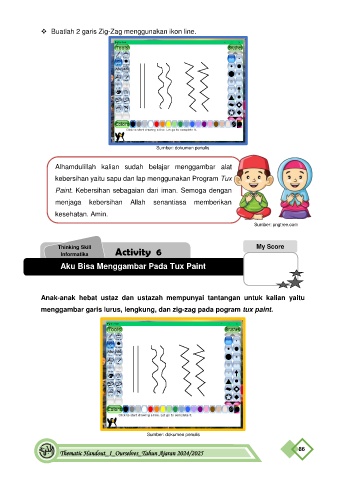 ❖ Buatlah 2 garis Zig-Zag menggunakan ikon line.
Sumber: dokumen penulis
Alhamdulillah kalian sudah belajar menggambar alat
kebersihan yaitu sapu dan lap menggunakan Program Tux
Paint. Kebersihan sebagaian dari iman. Semoga dengan
menjaga kebersihan Allah senantiasa memberikan
kesehatan. Amin.
Sumber: pngtree.com
Thinking Skill
Informatika
Activity 6
My Score
Aku Bisa Menggambar Pada Tux Paint
Anak-anak hebat ustaz dan ustazah mempunyai tantangan untuk kalian yaitu
menggambar garis lurus, lengkung, dan zig-zag pada pogram tux paint.
Sumber: dokumen penulis
Thematic Handout_1_Ourselves_Tahun Ajaran 2024/2025
86